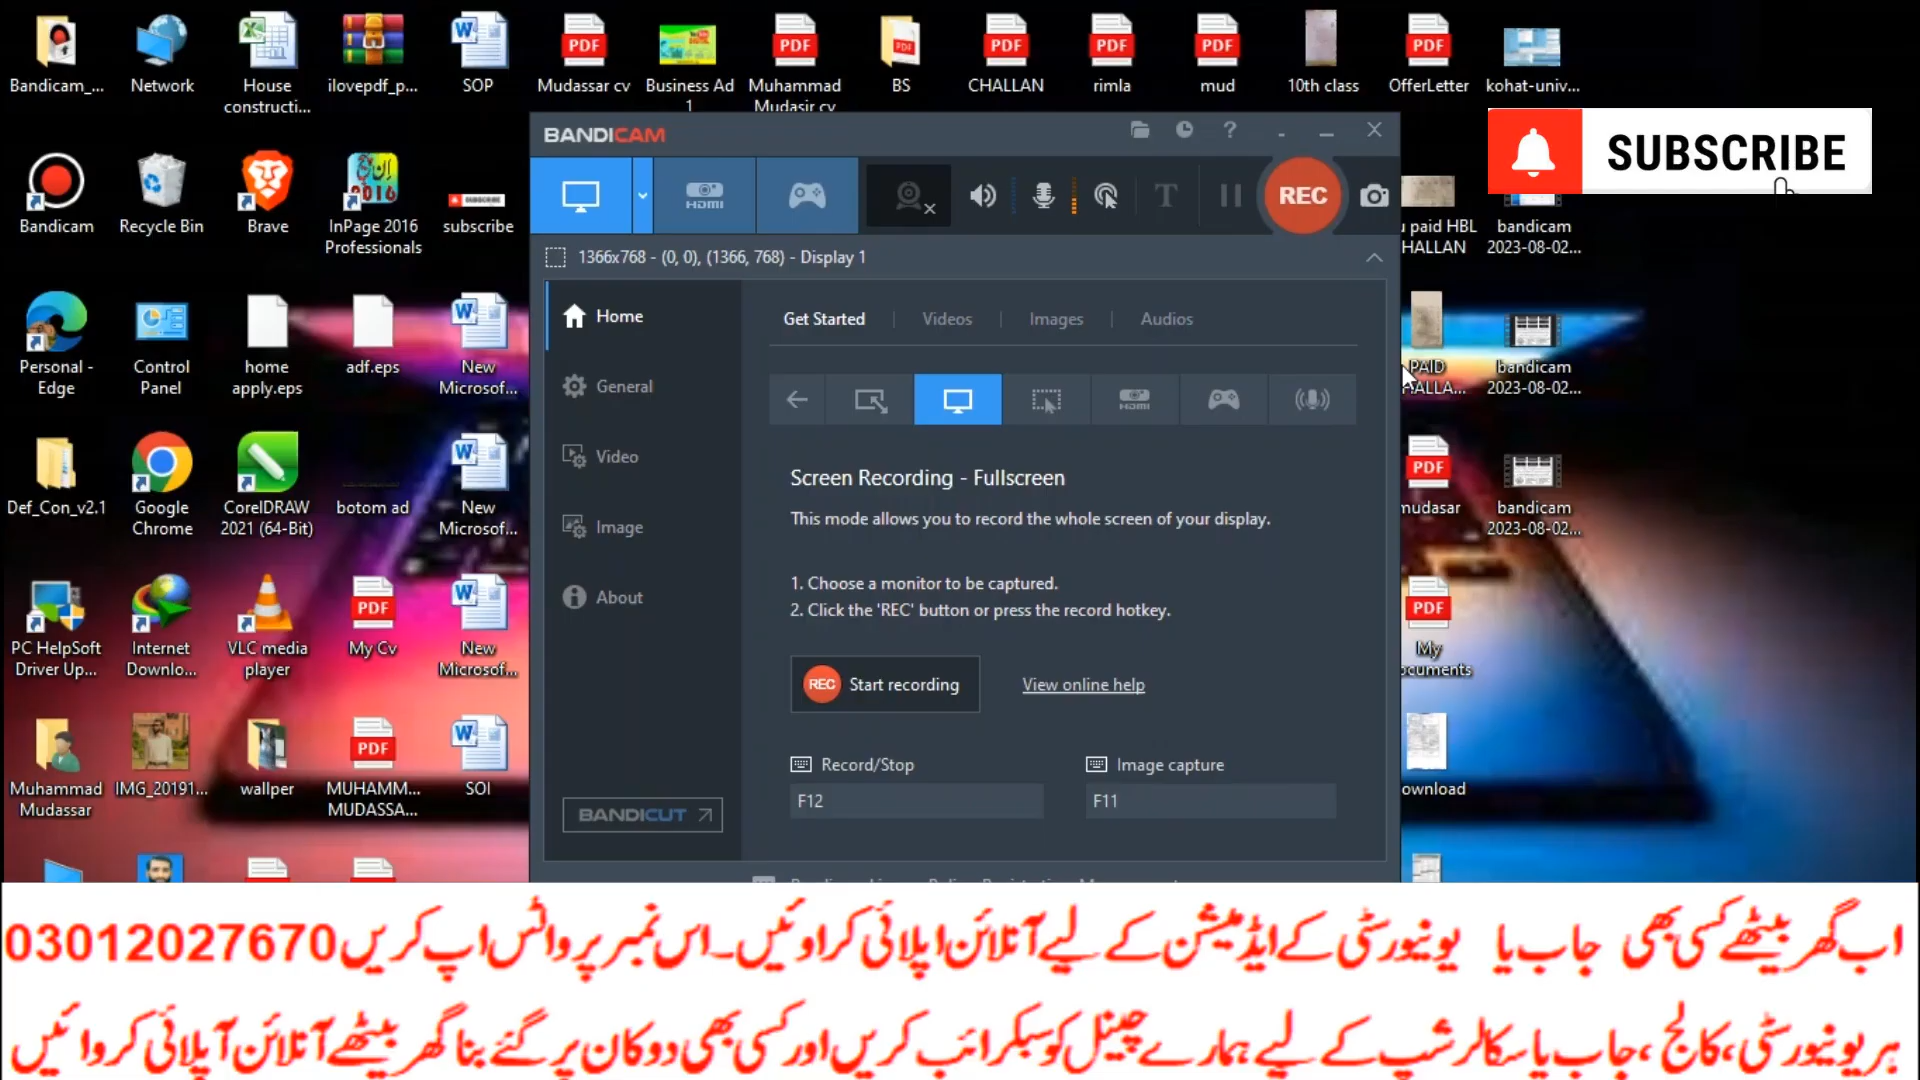 Bandicam_...
Network
House constructi...
ilovepdf_p...
SOP
Mudassar cv
Business Ad 1
Muhammad Mudasir cv
BS
CHALLAN
rimla
mud
10th class
OfferLetter
kohat-univ...
BANDICAM
SUBSCRIBE
REC
1366x768 - (0, 0), (1366, 768) - Display 1
Bandicam
Recycle Bin
Brave
InPage 2016 Professionals
subscribe
u paid HBL HALLAN
bandicam 2023-08-02...
Home
General
Video
Image
About
BANDICUT
Get Started
Videos
Images
Audios
HDMI
Screen Recording - Fullscreen
This mode allows you to record the whole screen of your display.
1. Choose a monitor to be captured.
2. Click the 'REC' button or press the record hotkey.
REC Start recording
View online help
Record/Stop
Image capture
F12
F11
Personal - Edge
Control Panel
home apply.eps
adf.eps
New Microsof...
PAID HALLA...
bandicam 2023-08-02...
Def_Con_v2.1
Google Chrome
CorelDRAW 2021 (64-Bit)
botom ad
New Microsof...
mudasar
bandicam 2023-08-02...
PC HelpSoft Driver Up...
Internet Downlo...
VLC media player
My Cv
New Microsof...
My ocuments
Muhammad Mudassar
IMG_20191...
wallper
MUHAMM... MUDASSA...
SOI
ownload
اب گھر بیٹھے کسی بھی جاب یا یونیورسٹی کے ایڈمیشن کے لیے آنلائن اپلائی کراوئیں۔اس نمبر پر واٹس اپ کریں 03012027670
ہر یونیورسٹی، کالج ،جاب یا سکالرشپ کے لیے ہمارے چینل کو سبکرائب کریں اور کسی بھی دوکان پر گئے بنا گھر بیٹھے آنلائن آپلائی کروائیں